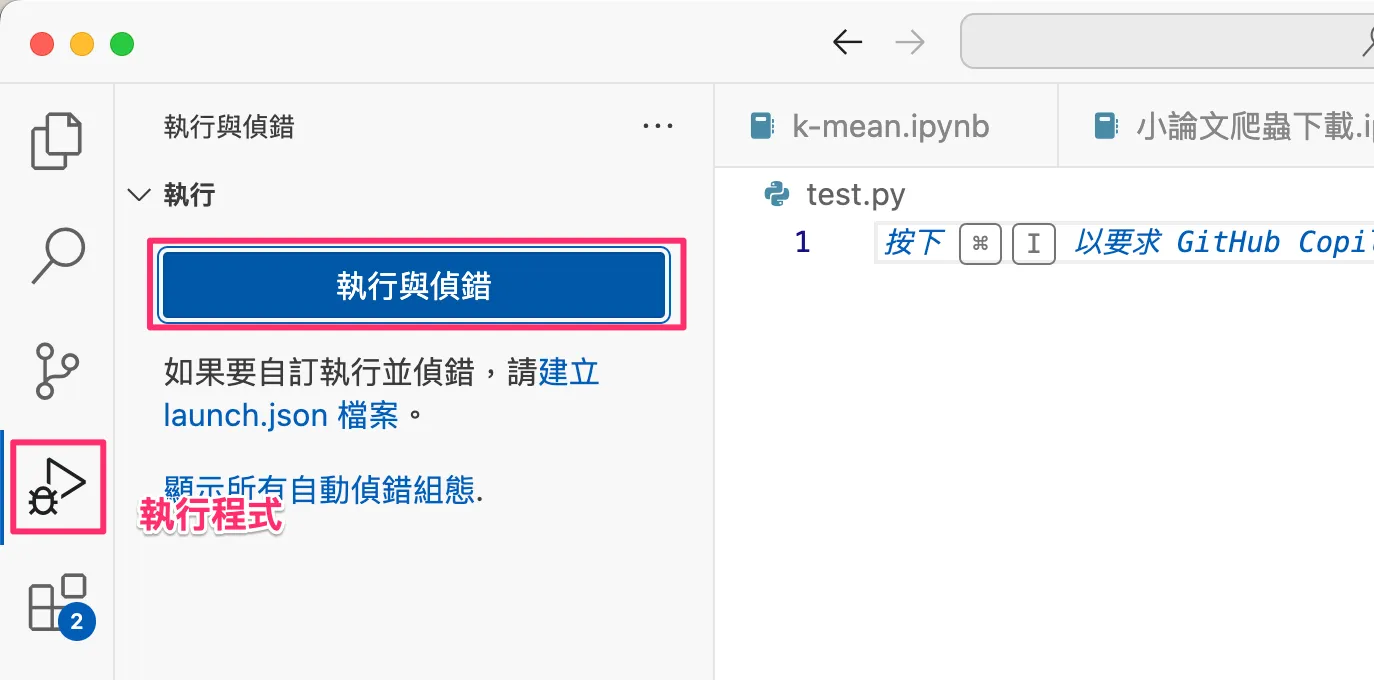 執行與偵錯
執行
執行與偵錯
如果要自訂執行並偵錯，請建立
launch.json 檔案。
顯示所有自動偵錯組態.
執行程式
2
k-mean.ipynb
小論文爬蟲下載.i
test.py
1
按下 ⌘ I 以要求 GitHub Copi